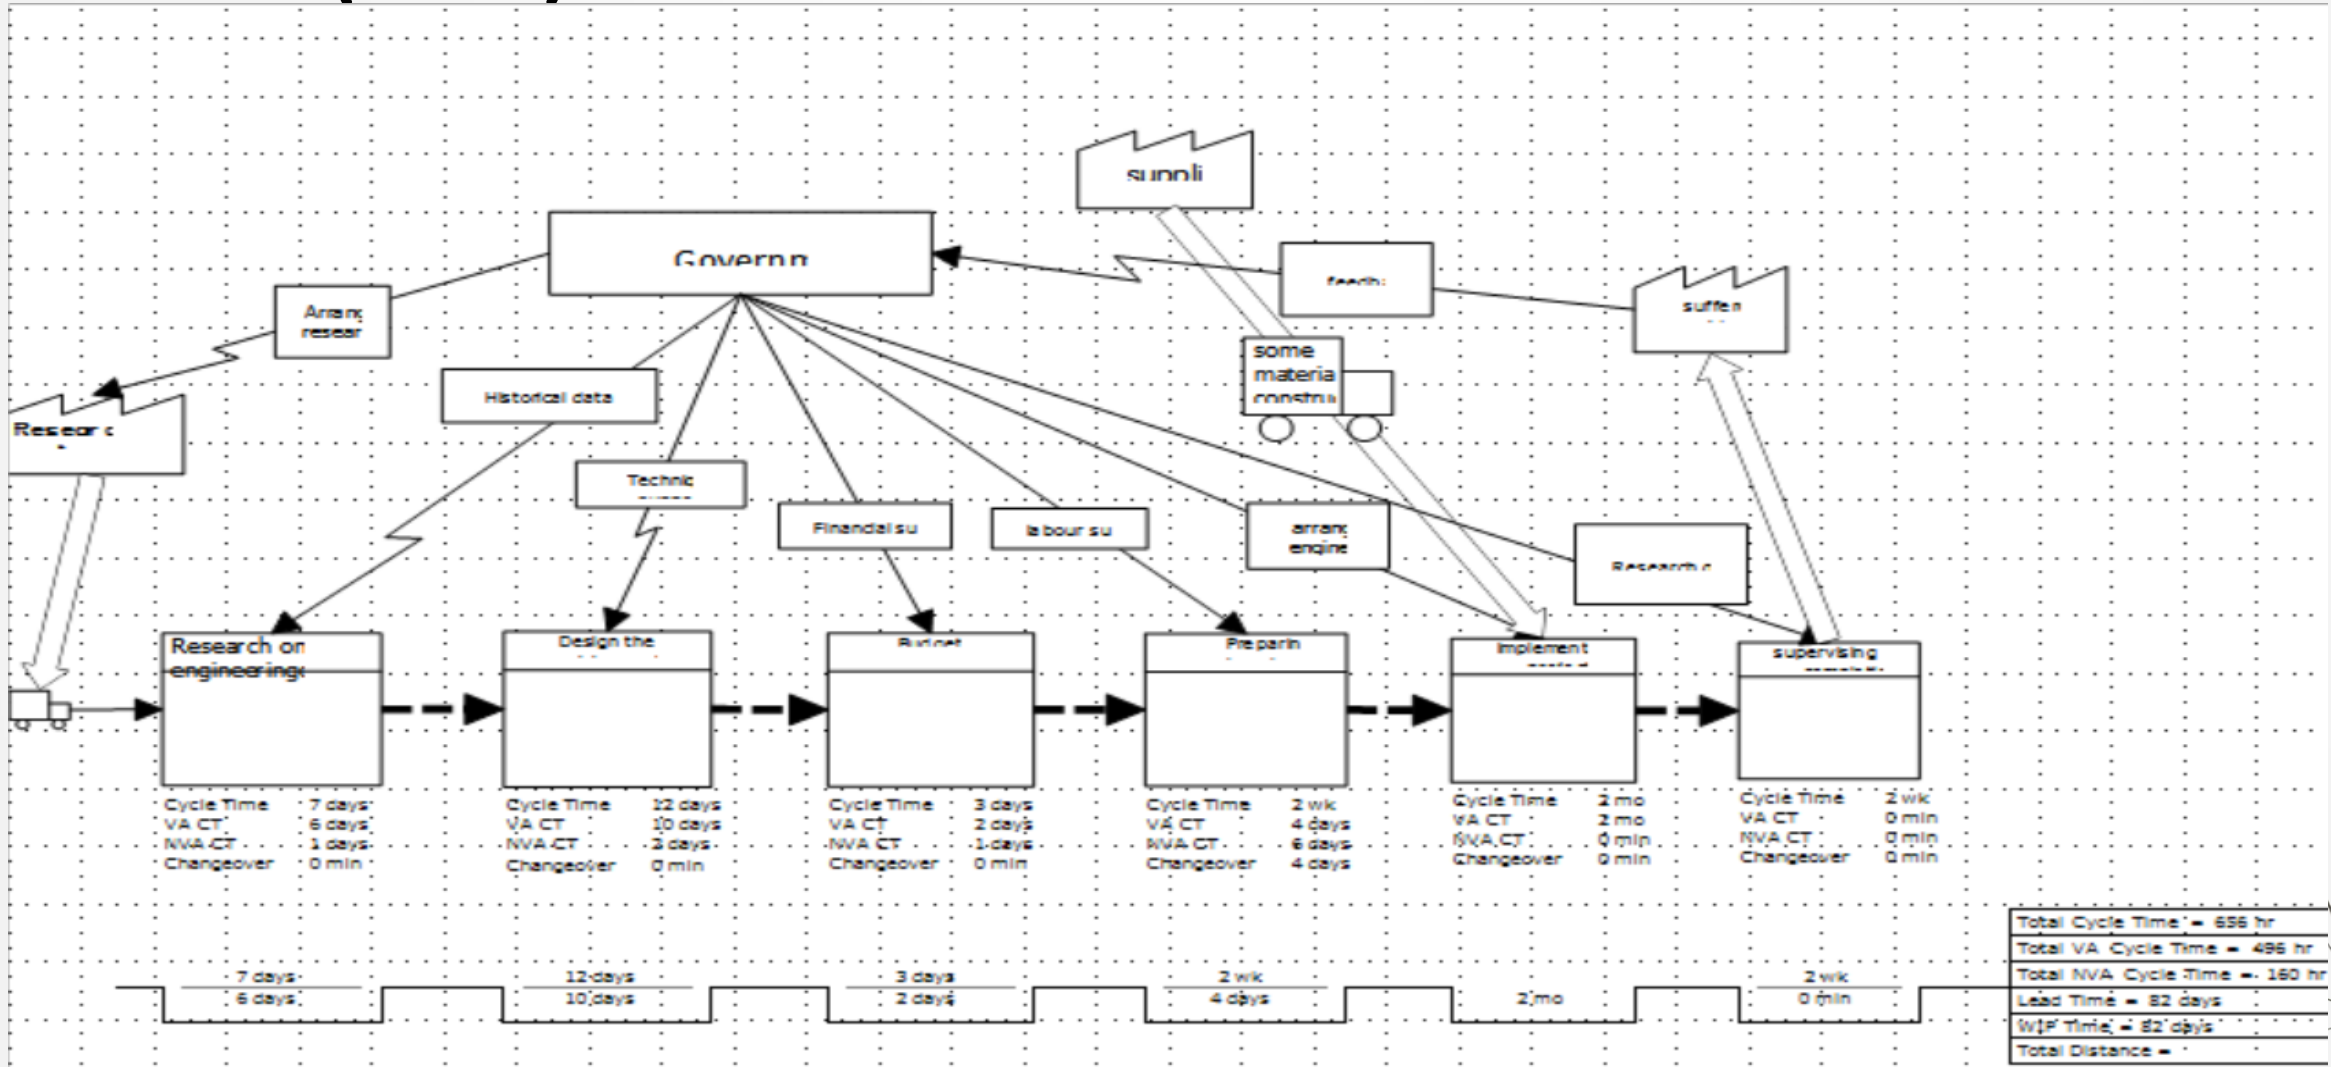 suppli
Governm
feedb
suffer
Arrang
resear
some
materia
constru
Historical data
Researc
Technic
Financial su
labour su
arrang
engine
Research c
Research on
engineering
Design the
Budget
Preparin
Implement
supervising
Cycle Time 7 days
VA CT 6 days
NVA CT 1 days
Changeover 0 min
Cycle Time 12 days
VA CT 10 days
NVA CT 2 days
Changeover 0 min
Cycle Time 3 days
VA CT 2 days
NVA CT 1 days
Changeover 0 min
Cycle Time 2 wk
VA CT 4 days
NVA CT 6 days
Changeover 4 days
Cycle Time 2 mo
VA CT 2 mo
NVA CT 0 min
Changeover 0 min
Cycle Time 2 wk
VA CT 0 min
NVA CT 0 min
Changeover 0 min
7 days
6 days
12 days
10 days
3 days
2 days
2 wk
4 days
2 mo
2 wk
0 min
Total Cycle Time = 656 hr
Total VA Cycle Time = 496 hr
Total NVA Cycle Time = 160 hr
Lead Time = 82 days
WIP Time = 82 days
Total Distance =